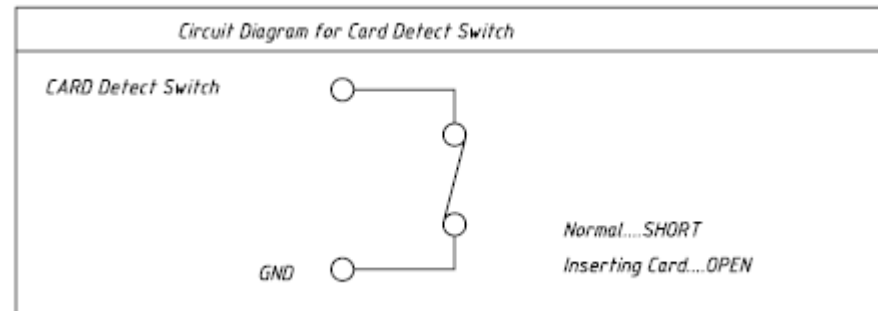 Circuit Diagram for Card Detect Switch
CARD Detect Switch
Normal....SHORT
Inserting Card....OPEN
GND